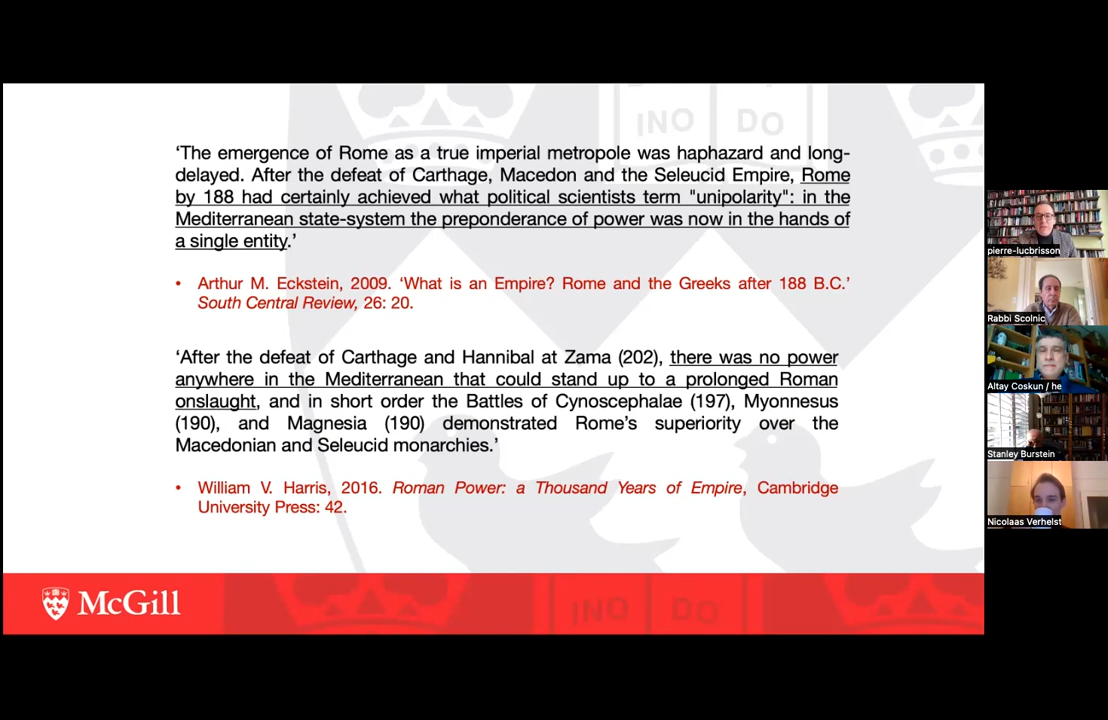 INO DO
‘The emergence of Rome as a true imperial metropole was haphazard and long-
delayed. After the defeat of Carthage, Macedon and the Seleucid Empire, Rome
by 188 had certainly achieved what political scientists term "unipolarity": in the
Mediterranean state-system the preponderance of power was now in the hands of
a single entity.’
• Arthur M. Eckstein, 2009. ‘What is an Empire? Rome and the Greeks after 188 B.C.’
South Central Review, 26: 20.
‘After the defeat of Carthage and Hannibal at Zama (202), there was no power
anywhere in the Mediterranean that could stand up to a prolonged Roman
onslaught, and in short order the Battles of Cynoscephalae (197), Myonnesus
(190), and Magnesia (190) demonstrated Rome’s superiority over the
Macedonian and Seleucid monarchies.’
• William V. Harris, 2016. Roman Power: a Thousand Years of Empire, Cambridge
University Press: 42.
McGill
INO DO
pierre-lucbrisson
Rabbi Scolnic
Altay Coskun / he
Stanley Burstein
Nicolaas Verhelst